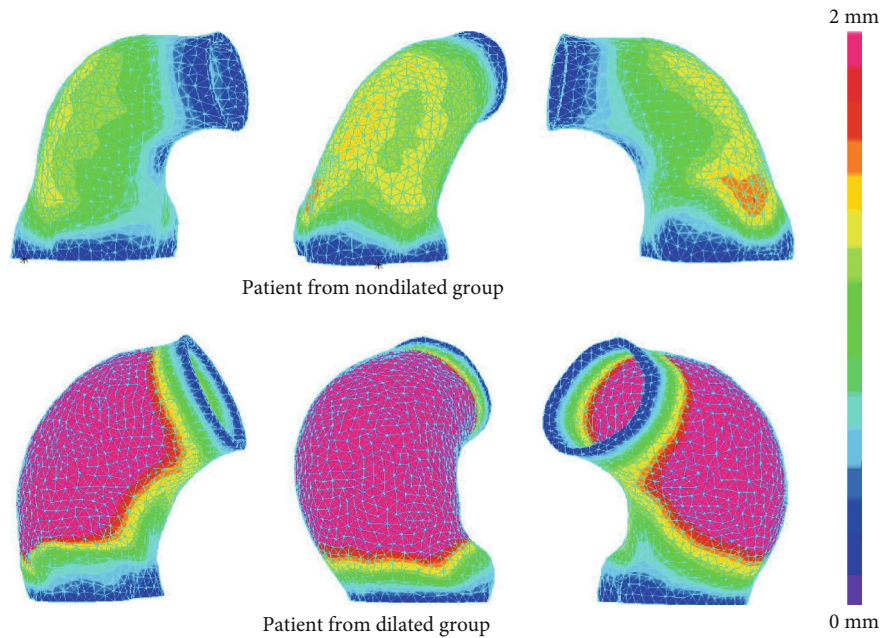 2 mm
Patient from nondilated group
Patient from dilated group
0 mm